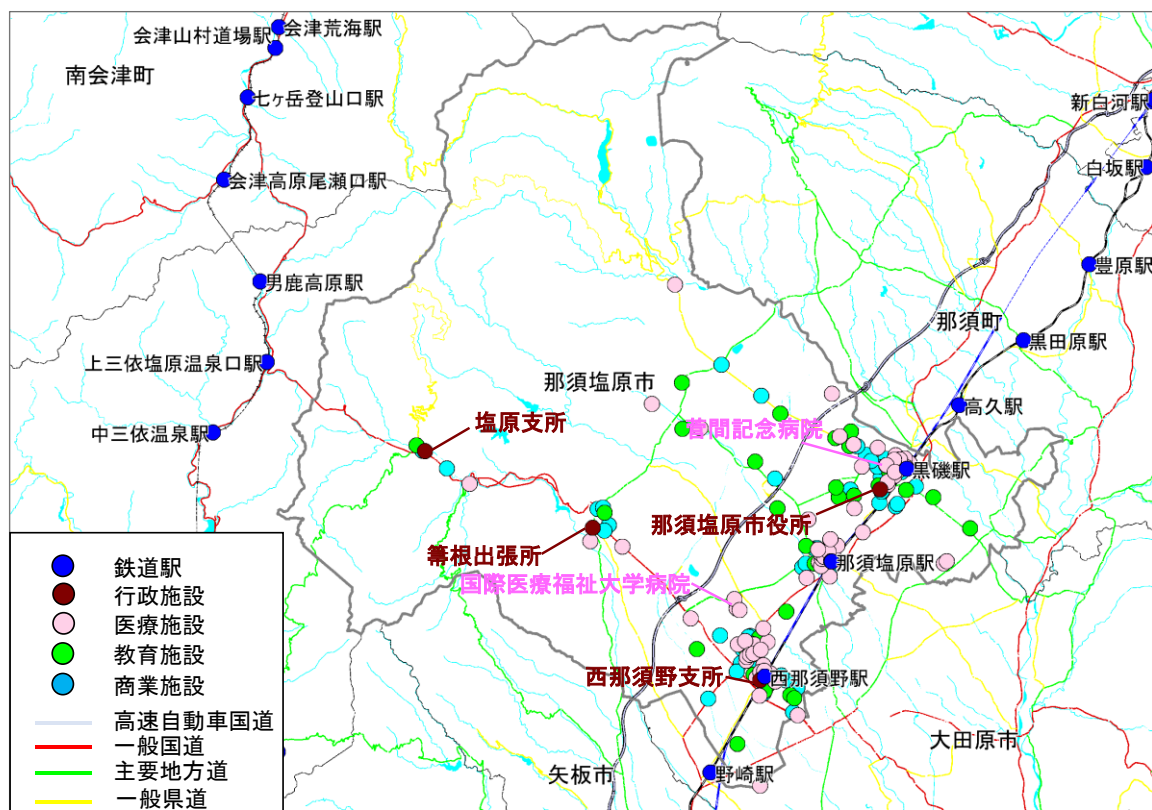 会津荒海駅
会津山村道場駅
南会津町
七ヶ岳登山口駅
新白河駅
白坂駅
会津高原尾瀬口駅
豊原駅
男鹿高原駅
那須町
黒田原駅
上三依塩原温泉口駅
那須塩原市
高久駅
塩原支所
菅間記念病院
中三依温泉駅
黒磯駅
那須塩原市役所
箒根出張所
那須塩原駅
国際医療福祉大学病院
西那須野支所
西那須野駅
大田原市
矢板市
野崎駅
鉄道駅
行政施設
医療施設
教育施設
商業施設
高速自動車国道
一般国道
主要地方道
一般県道